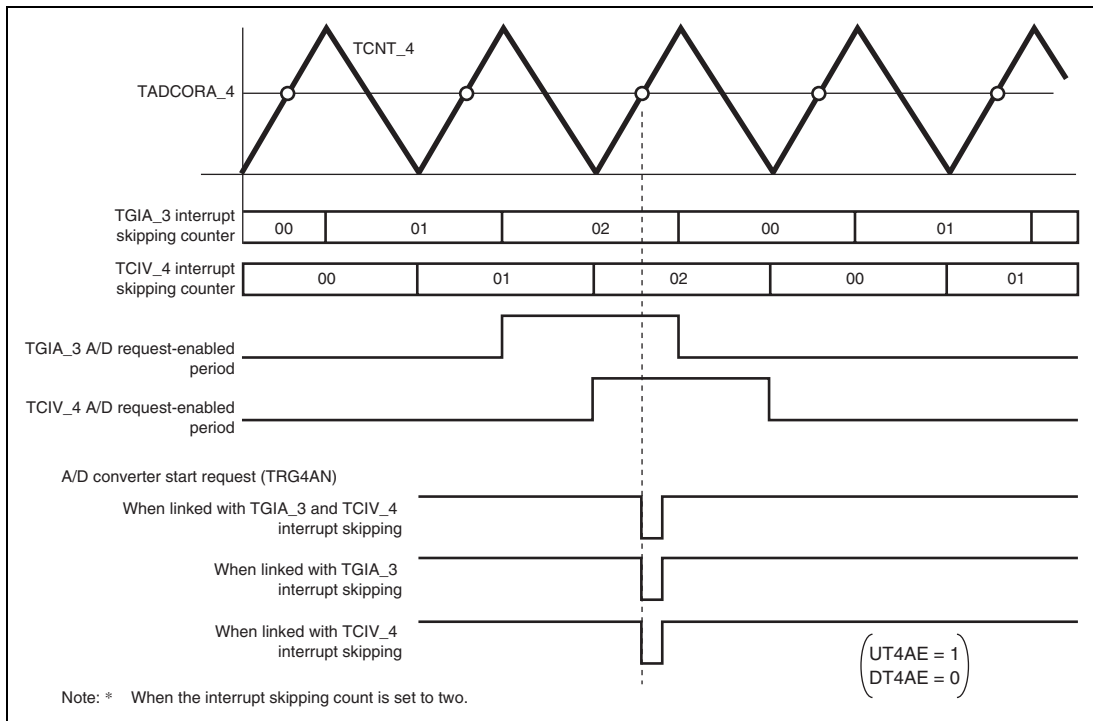 TCNT_4
TADCORA_4
TGIA_3 interrupt
skipping counter
00 01 02 00 01
TCIV_4 interrupt
skipping counter
00 01 02 00 01
TGIA_3 A/D request-enabled
period
TCIV_4 A/D request-enabled
period
A/D converter start request (TRG4AN)
When linked with TGIA_3 and TCIV_4
interrupt skipping
When linked with TGIA_3
interrupt skipping
When linked with TCIV_4
interrupt skipping
UT4AE = 1
DT4AE = 0
Note: * When the interrupt skipping count is set to two.